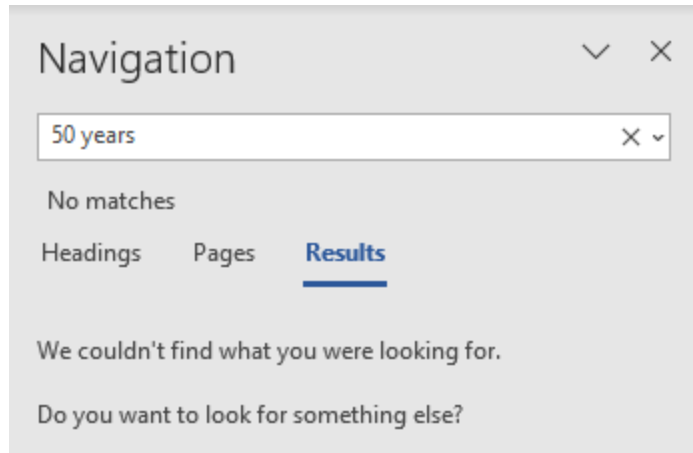 Navigation
50 years
No matches
Headings Pages Results
We couldn't find what you were looking for.
Do you want to look for something else?